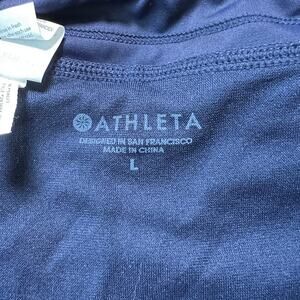 ATHLETA
DESIGNED IN SAN FRANCISCO
MADE IN CHINA
L